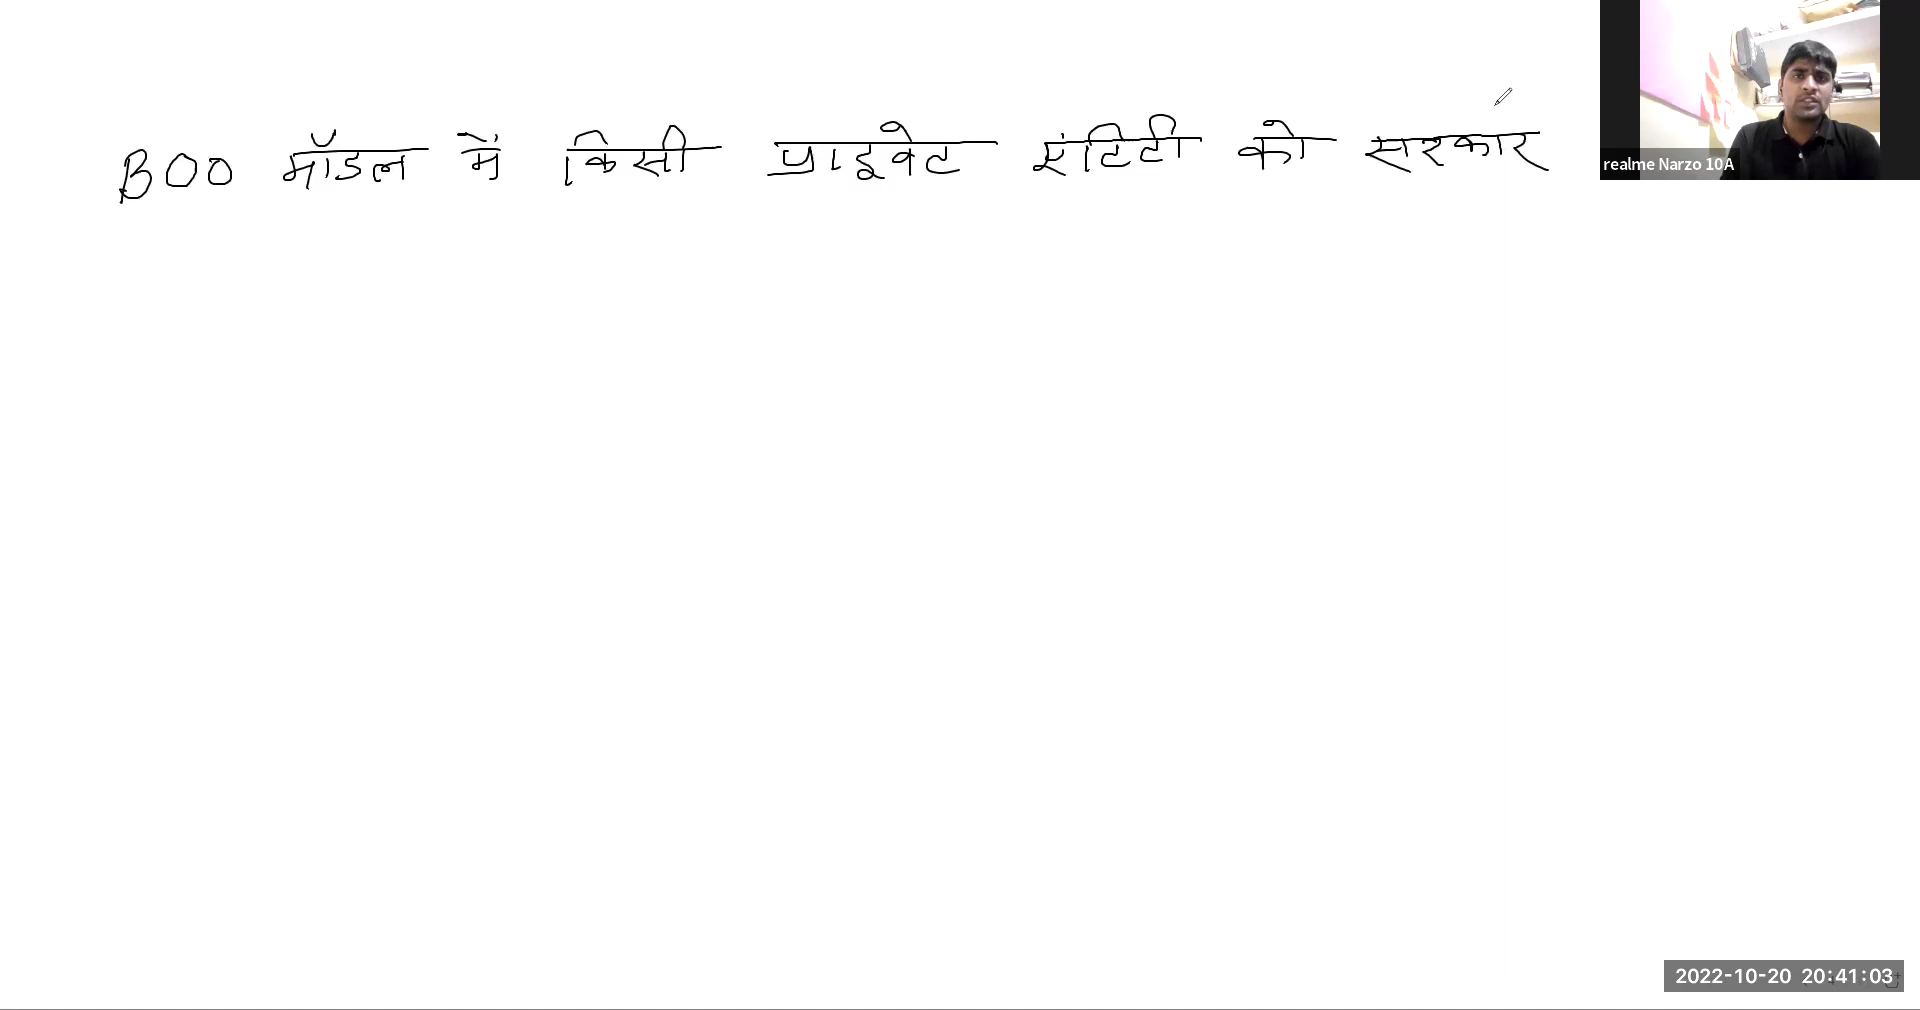 BOO मॉडल में किसी प्राइवेट एंटिटी को सरकार
realme Narzo 10A
2022-10-20 20:41:03